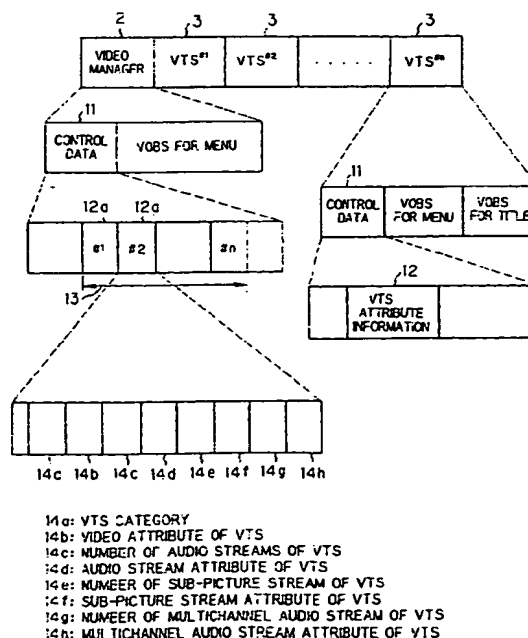 2 3 3 3
VIDEO
MANAGER
VTS#1 VTS#2 ..... VTS#n
11
CONTROL
DATA
VOBS FOR MENU
11
CONTROL
DATA
VOBS
FOR MENU
VOBS
FOR TITLE
12a 12a
#1 #2 #n
13
12
VTS
ATTRIBUTE
INFORMATION
14a 14b 14c 14d 14e 14f 14g 14h
14a: VTS CATEGORY
14b: VIDEO ATTRIBUTE OF VTS
14c: NUMBER OF AUDIO STREAMS OF VTS
14d: AUDIO STREAM ATTRIBUTE OF VTS
14e: NUMBER OF SUB-PICTURE STREAM OF VTS
14f: SUB-PICTURE STREAM ATTRIBUTE OF VTS
14g: NUMBER OF MULTICHANNEL AUDIO STREAM OF VTS
14h: MULTICHANNEL AUDIO STREAM ATTRIBUTE OF VTS